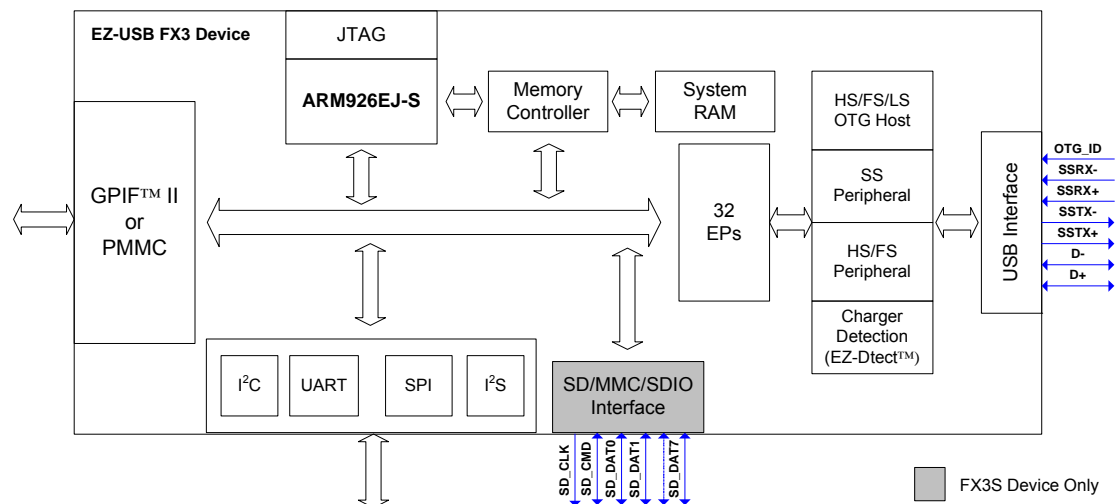 EZ-USB FX3 Device
JTAG
ARM926EJ-S
Memory
Controller
System
RAM
HS/FS/LS
OTG Host
SS
Peripheral
HS/FS
Peripheral
Charger
Detection
(EZ-Dtect™)
32
EPs
USB Interface
OTG_ID
SSRX-
SSRX+
SSTX-
SSTX+
D-
D+
GPIF™ II
or
PMMC
I²C
UART
SPI
I²S
SD/MMC/SDIO
Interface
SD_CLK
SD_CMD
SD_DAT0
SD_DAT1
SD_DAT7
FX3S Device Only